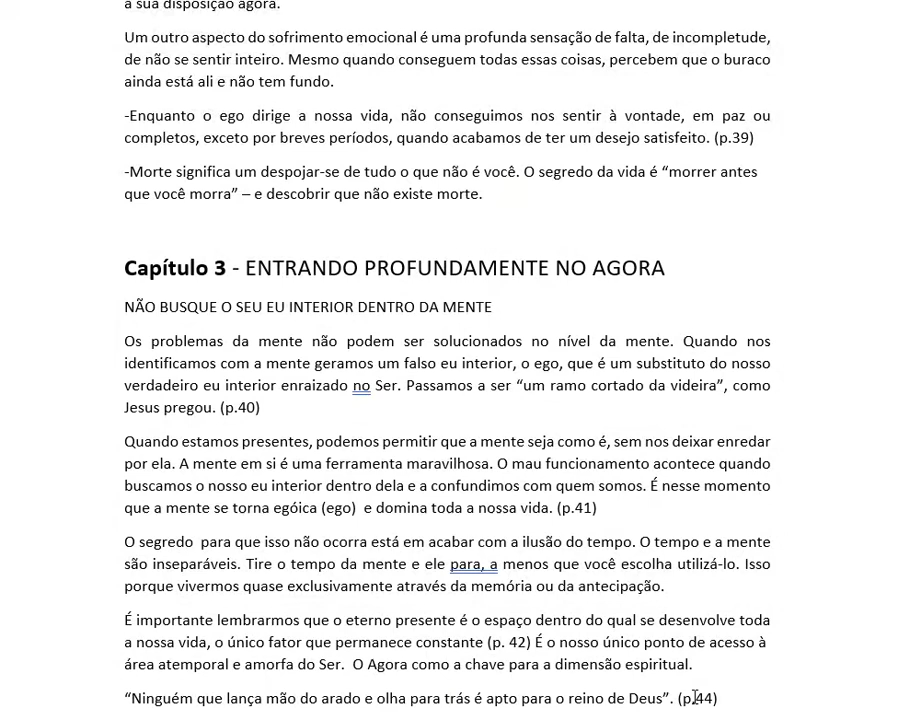 a sua disposição agora.
Um outro aspecto do sofrimento emocional é uma profunda sensação de falta, de incompletude,
de não se sentir inteiro. Mesmo quando conseguem todas essas coisas, percebem que o buraco
ainda está ali e não tem fundo.
-Enquanto o ego dirige a nossa vida, não conseguimos nos sentir à vontade, em paz ou
completos, exceto por breves períodos, quando acabamos de ter um desejo satisfeito. (p.39)
-Morte significa um despojar-se de tudo o que não é você. O segredo da vida é “morrer antes
que você morra” – e descobrir que não existe morte.
Capítulo 3 - ENTRANDO PROFUNDAMENTE NO AGORA
NÃO BUSQUE O SEU EU INTERIOR DENTRO DA MENTE
Os problemas da mente não podem ser solucionados no nível da mente. Quando nos
identificamos com a mente geramos um falso eu interior, o ego, que é um substituto do nosso
verdadeiro eu interior enraizado no Ser. Passamos a ser “um ramo cortado da videira”, como
Jesus pregou. (p.40)
Quando estamos presentes, podemos permitir que a mente seja como é, sem nos deixar enredar
por ela. A mente em si é uma ferramenta maravilhosa. O mau funcionamento acontece quando
buscamos o nosso eu interior dentro dela e a confundimos com quem somos. É nesse momento
que a mente se torna egóica (ego)  e domina toda a nossa vida. (p.41)
O segredo  para que isso não ocorra está em acabar com a ilusão do tempo. O tempo e a mente
são inseparáveis. Tire o tempo da mente e ele para, a menos que você escolha utilizá-lo. Isso
porque vivermos quase exclusivamente através da memória ou da antecipação.
É importante lembrarmos que o eterno presente é o espaço dentro do qual se desenvolve toda
a nossa vida, o único fator que permanece constante (p. 42) É o nosso único ponto de acesso à
área atemporal e amorfa do Ser.  O Agora como a chave para a dimensão espiritual.
“Ninguém que lança mão do arado e olha para trás é apto para o reino de Deus”. (p.44)